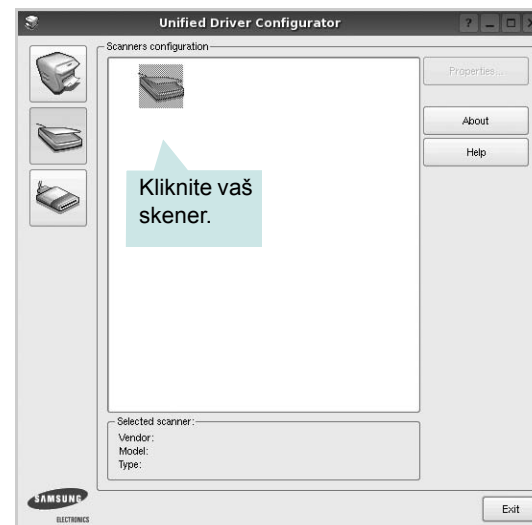 Unified Driver Configurator
Scanners configuration
Properties...
About
Help
Kliknite vaš
skener.
Selected scanner:
Vendor:
Model:
Type:
SAMSUNG
ELECTRONICS
Exit